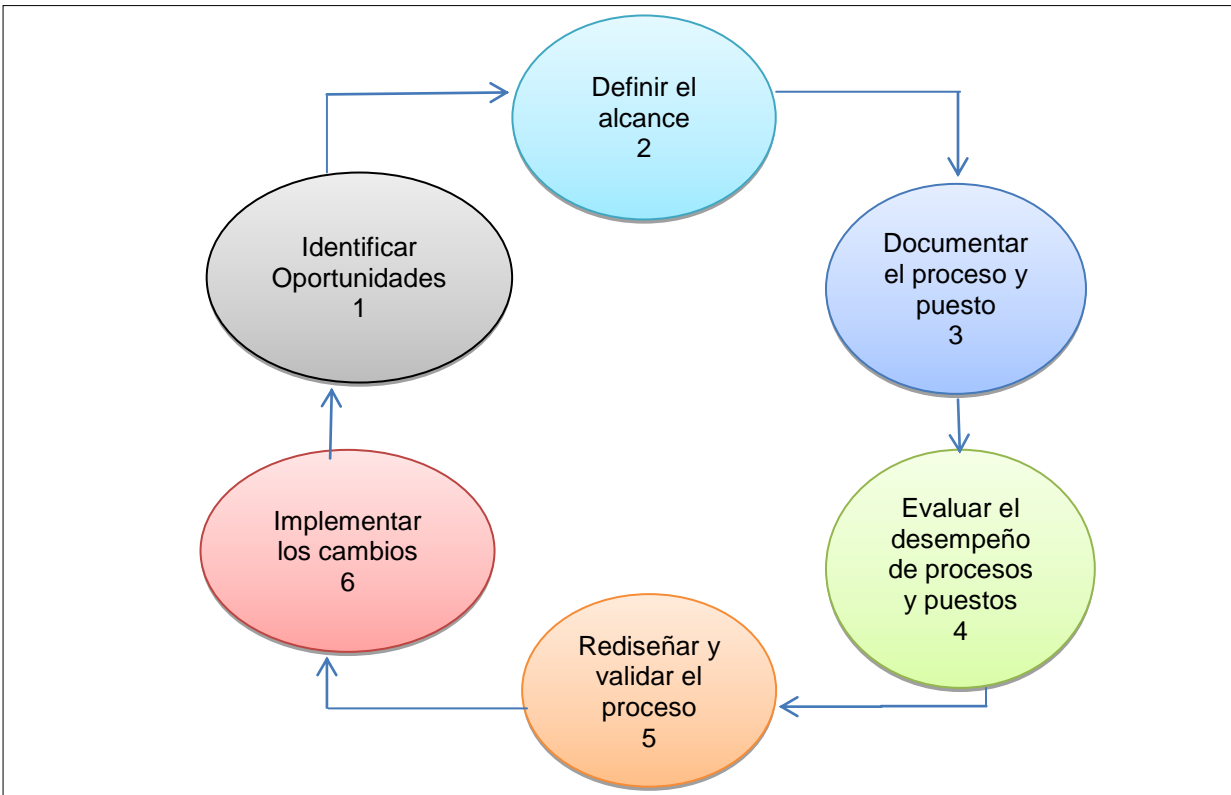 Identificar
Oportunidades
1
Definir el
alcance
2
Documentar
el proceso y
puesto
3
Evaluar el
desempeño
de procesos
y puestos
4
Rediseñar y
validar el
proceso
5
Implementar
los cambios
6